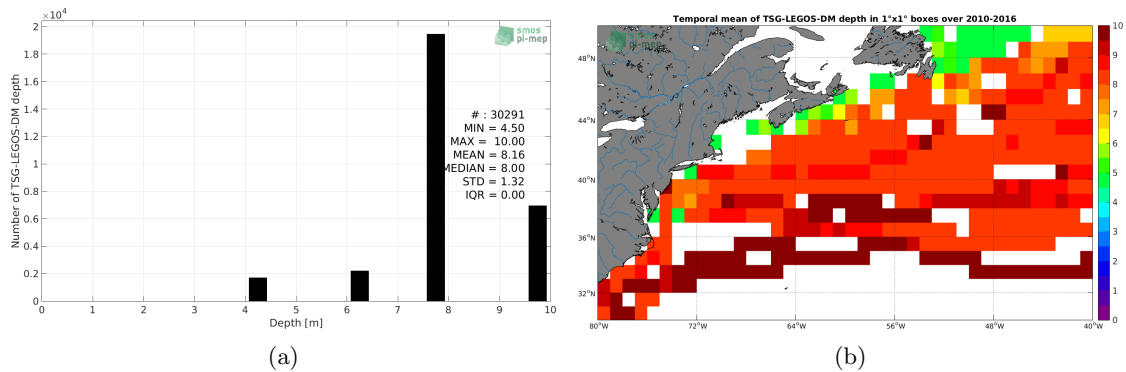 ×10⁴
2
1.8
1.6
1.4
1.2
1
0.8
0.6
0.4
0.2
0
Number of TSG-LEGOS-DM depth
smos
pi-mep
# : 30291
MIN = 4.50
MAX = 10.00
MEAN = 8.16
MEDIAN = 8.00
STD = 1.32
IQR = 0.00
0 1 2 3 4 5 6 7 8 9 10
Depth [m]
(a)
Temporal mean of TSG-LEGOS-DM depth in 1°x1° boxes over 2010-2016
smos
pi-mep
48°N
44°N
40°N
36°N
32°N
80°W 72°W 64°W 56°W 48°W 40°W
10
9
8
7
6
5
4
3
2
1
0
(b)